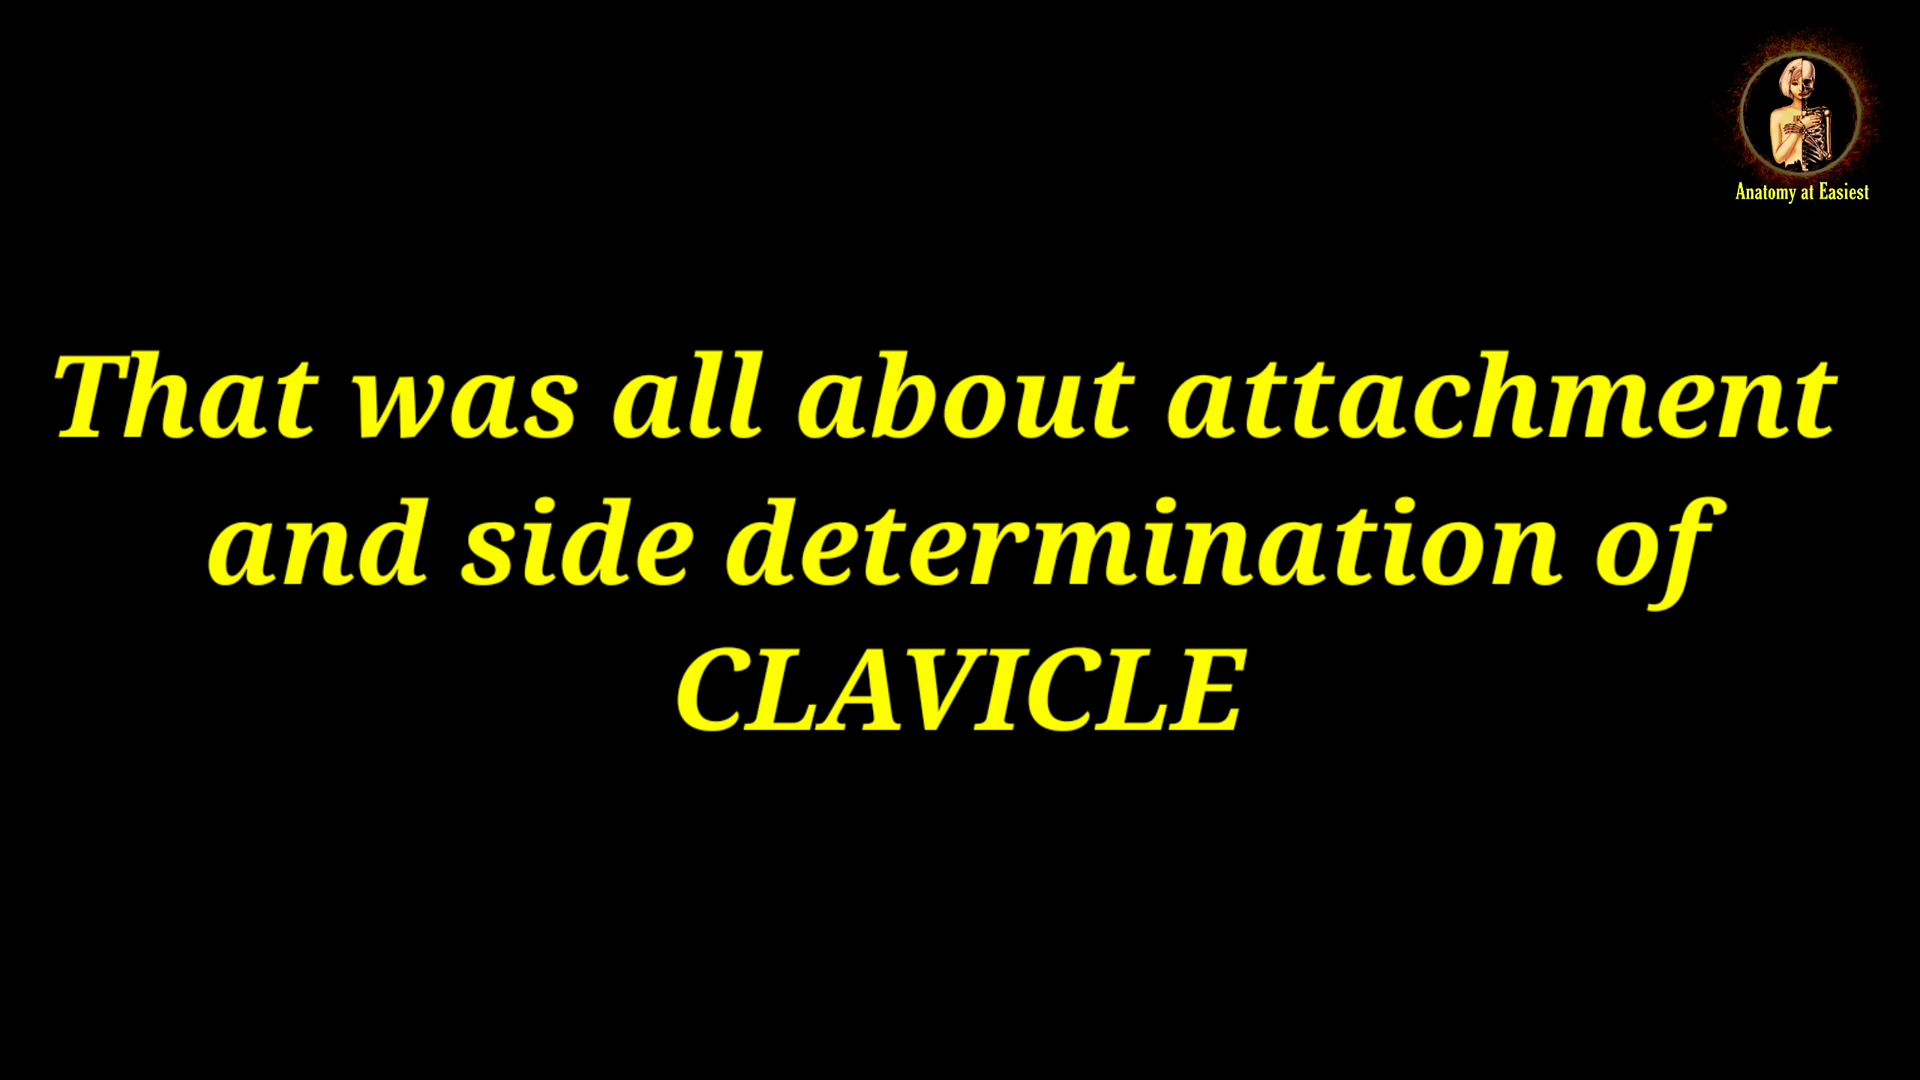 Anatomy at Easiest
That was all about attachment
and side determination of
CLAVICLE